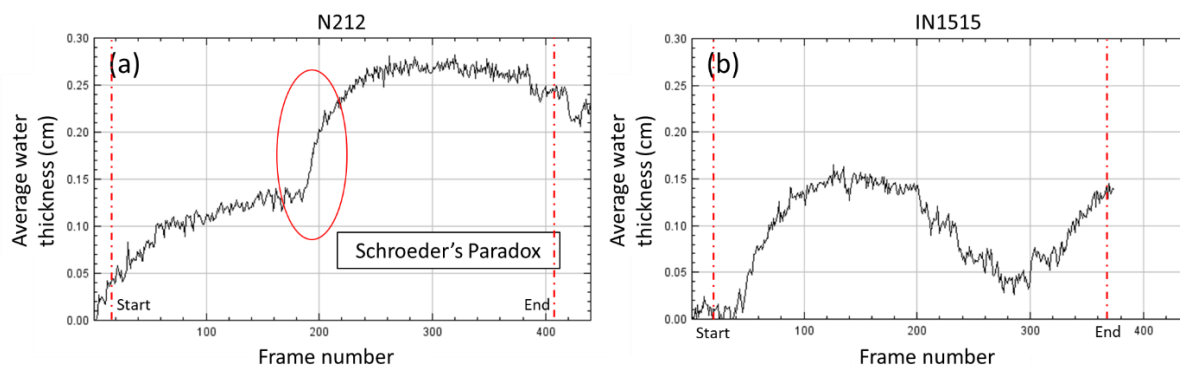 N212
(a)
0.30
0.25
0.20
0.15
0.10
0.05
0.00
Average water
thickness (cm)
Schroeder's Paradox
Start
End
100
200
300
400
Frame number
IN1515
(b)
0.30
0.25
0.20
0.15
0.10
0.05
0.00
Average water
thickness (cm)
Start
End
100
200
300
400
Frame number